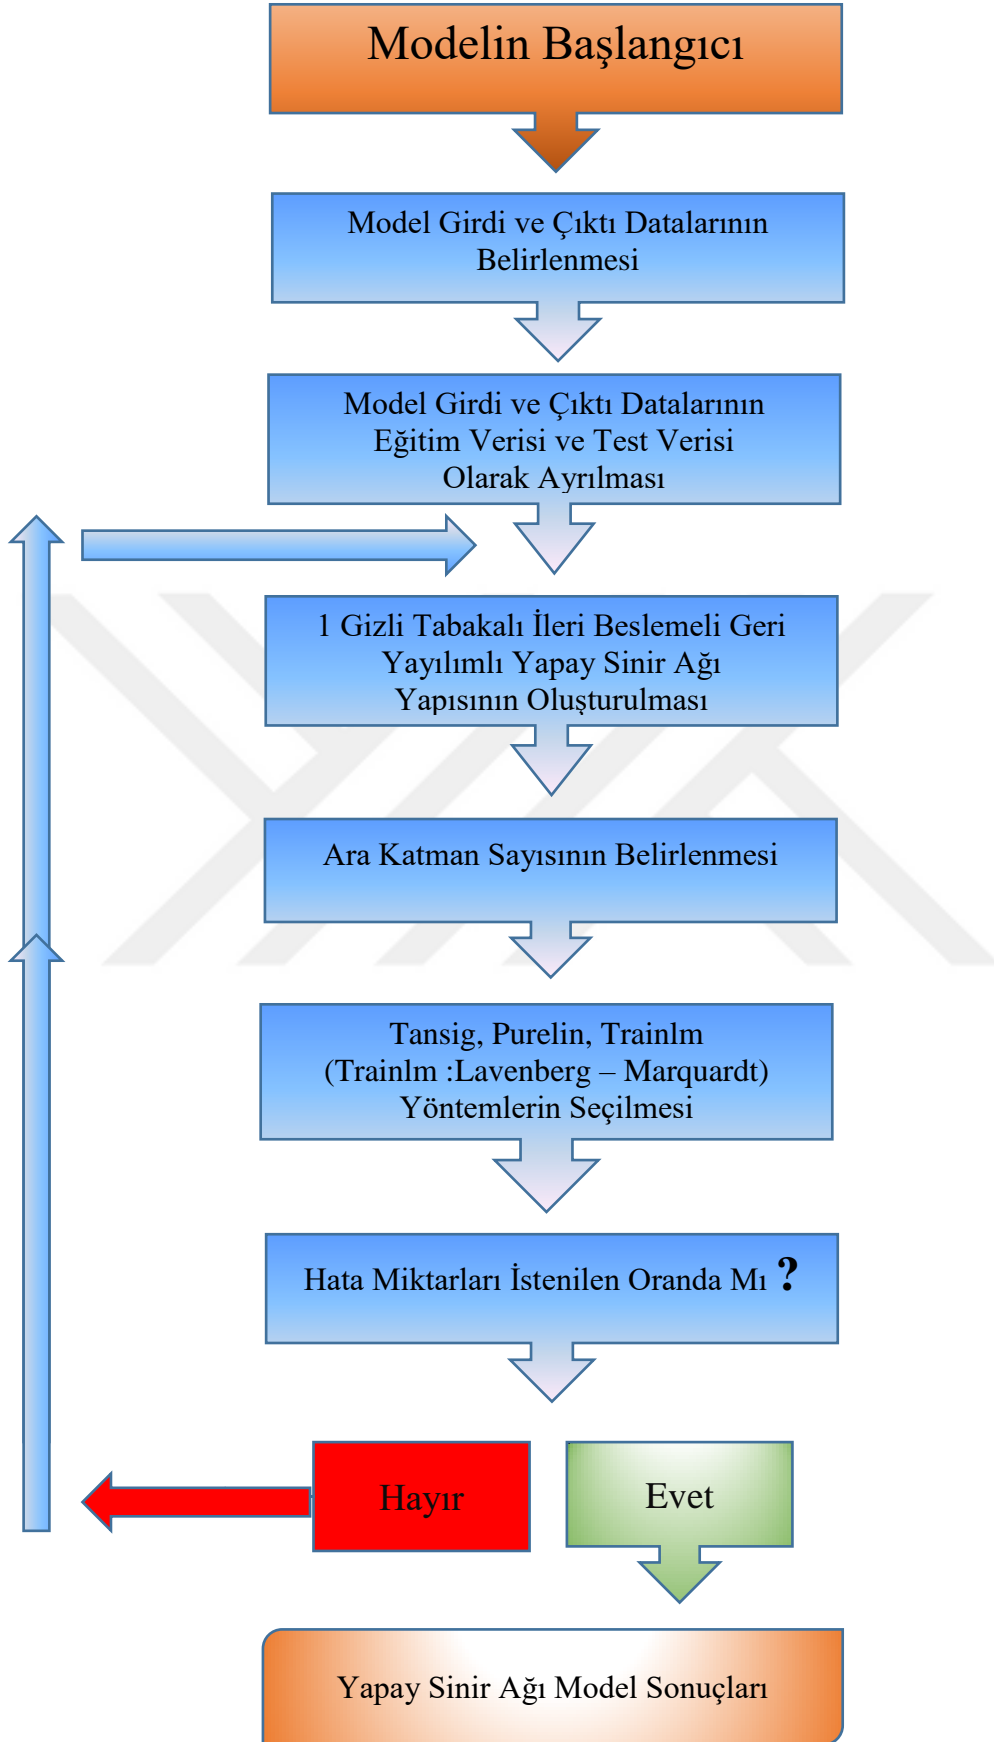 Modelin Başlangıcı
Model Girdi ve Çıktı Datalarının
Belirlenmesi
Model Girdi ve Çıktı Datalarının
Eğitim Verisi ve Test Verisi
Olarak Ayrılması
1 Gizli Tabakalı İleri Beslemeli Geri
Yayılımlı Yapay Sinir Ağı
Yapısının Oluşturulması
Ara Katman Sayısının Belirlenmesi
Tansig, Purelin, Trainlm
(Trainlm :Lavenberg – Marquardt)
Yöntemlerin Seçilmesi
Hata Miktarları İstenilen Oranda Mı ?
Hayır
Evet
Yapay Sinir Ağı Model Sonuçları